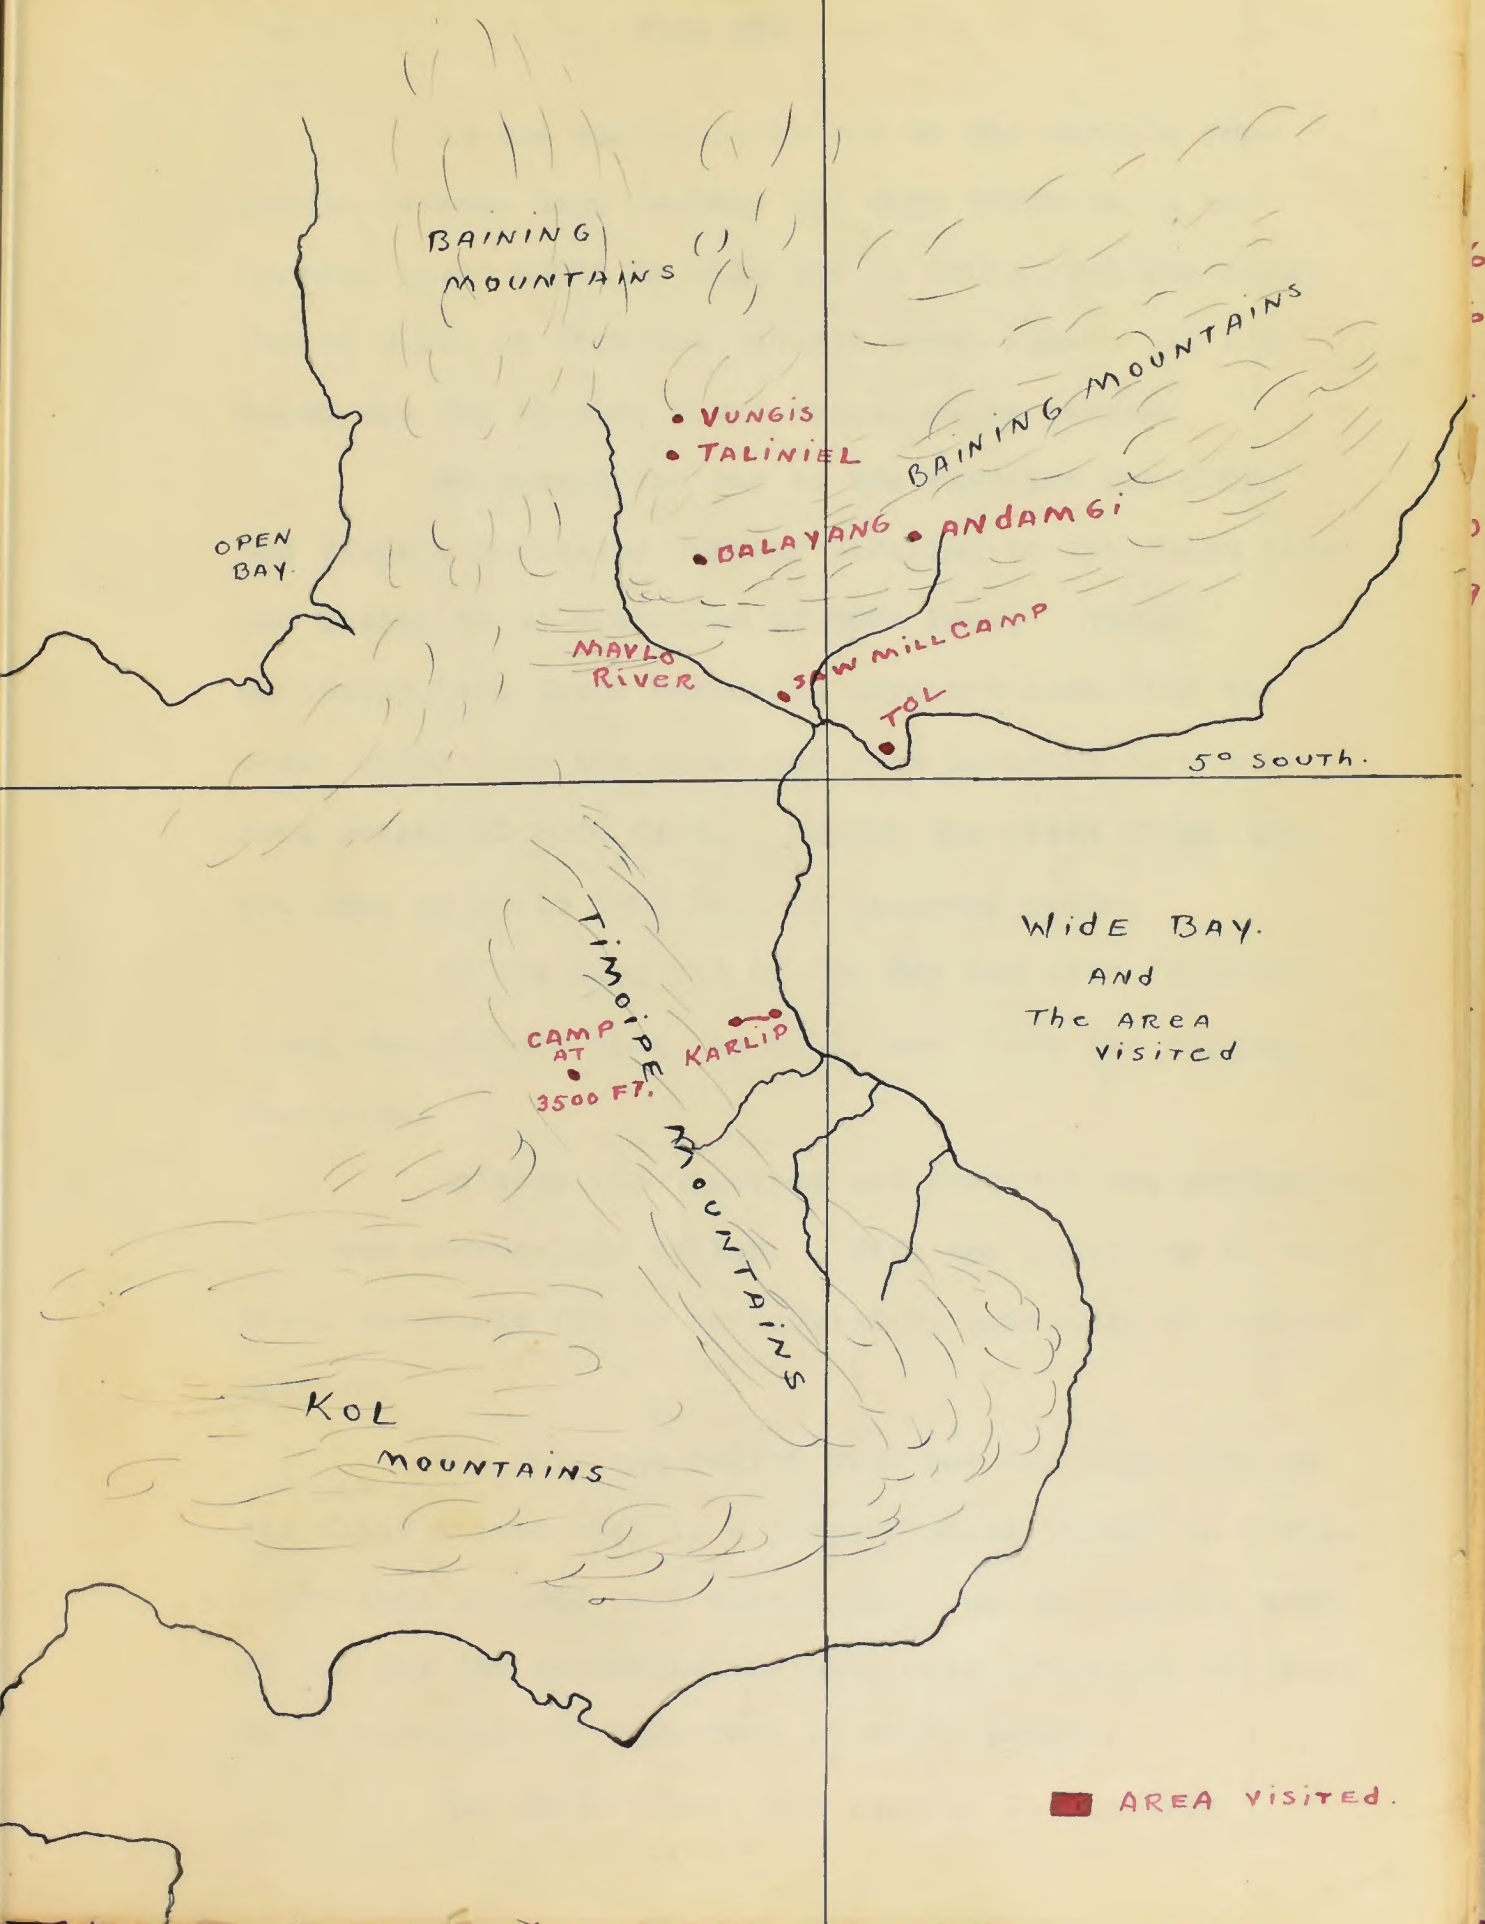 BAINING
MOUNTAINS
BAINING MOUNTAINS
VUNGIS
TALINIEL
BALAYANG
ANdAMGi
OPEN
BAY.
MAVLO
RiVER
SAW MiLL CAMP
TOL
5º SOUTh.
TiMOiPE MOUNTAiNS
WidE BAY.
ANd
The AReA
VisiTed
CAMP
AT
3500 FT.
KARLiP
KOL
MOUNTAiNS
AREA VisiTEd.